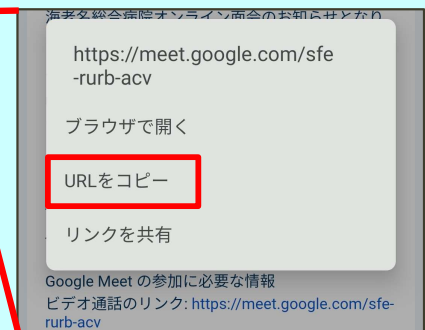 海老名総合病院オンライン面会のお知らせとなり
https://meet.google.com/sfe
-rurb-acv
ブラウザで開く
URLをコピー
リンクを共有
Google Meet の参加に必要な情報
ビデオ通話のリンク: https://meet.google.com/sfe-
rurb-acv